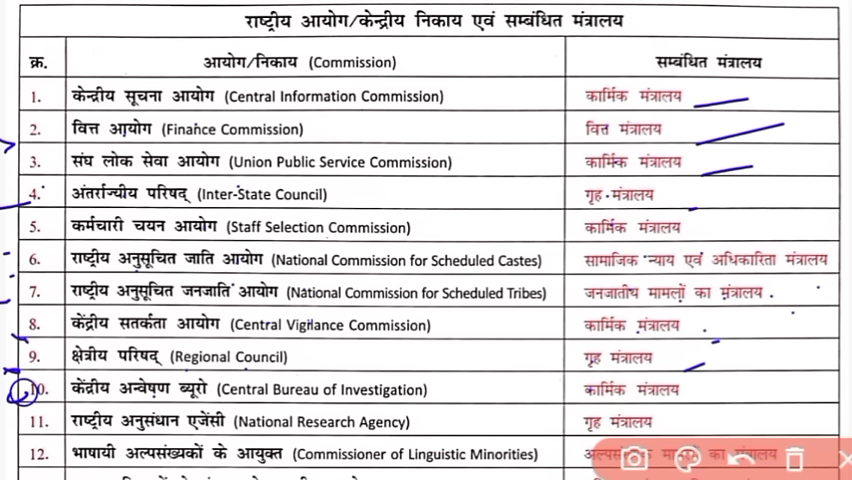 राष्ट्रीय आयोग/केन्द्रीय निकाय एवं सम्बंधित मंत्रालय
क्र. आयोग/निकाय (Commission) सम्बंधित मंत्रालय
1. केन्द्रीय सूचना आयोग (Central Information Commission) कार्मिक मंत्रालय
2. वित्त आयोग (Finance Commission) वित्त मंत्रालय
3. संघ लोक सेवा आयोग (Union Public Service Commission) कार्मिक मंत्रालय
4. अंतर्राज्यीय परिषद् (Inter-State Council) गृह मंत्रालय
5. कर्मचारी चयन आयोग (Staff Selection Commission) कार्मिक मंत्रालय
6. राष्ट्रीय अनुसूचित जाति आयोग (National Commission for Scheduled Castes) सामाजिक न्याय एवं अधिकारिता मंत्रालय
7. राष्ट्रीय अनुसूचित जनजाति आयोग (National Commission for Scheduled Tribes) जनजातीय मामलों का मंत्रालय
8. केंद्रीय सतर्कता आयोग (Central Vigilance Commission) कार्मिक मंत्रालय
9. क्षेत्रीय परिषद् (Regional Council) गृह मंत्रालय
10. केंद्रीय अन्वेषण ब्यूरो (Central Bureau of Investigation) कार्मिक मंत्रालय
11. राष्ट्रीय अनुसंधान एजेंसी (National Research Agency) गृह मंत्रालय
12. भाषायी अल्पसंख्यकों के आयुक्त (Commissioner of Linguistic Minorities) का मंत्रालय